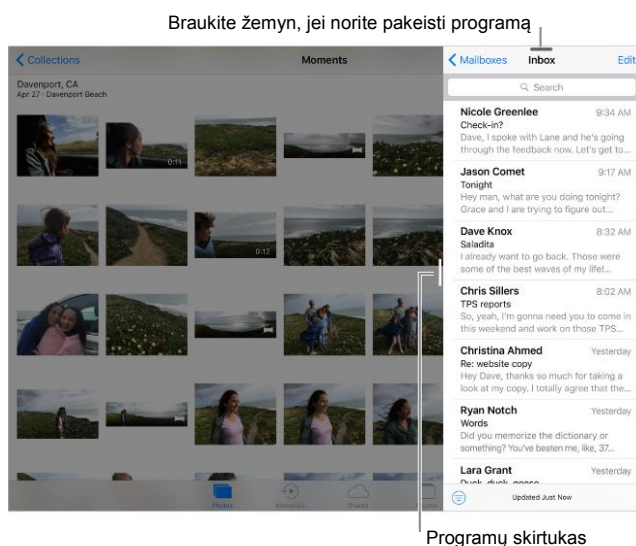 Braukite žemyn, jei norite pakeisti programą
Collections
Moments
Davenport, CA
Apr 27 · Davenport Beach
0:11
0:12
Photos
Memories
Shared
Albums
Mailboxes
Inbox
Edit
Search
Nicole Greenlee 9:34 AM
Check-in?
Dave, I spoke with Lane and he's going
through the feedback now. Let's get to...
Jason Comet 9:17 AM
Tonight
Hey man, what are you doing tonight?
Grace and I are trying to figure out...
Dave Knox 8:32 AM
Saladita
I already want to go back. Those were
some of the best waves of my life!...
Chris Sillers 8:02 AM
TPS reports
So, yeah, I'm gonna need you to come in
this weekend and work on those TPS...
Christina Ahmed Yesterday
Re: website copy
Hey Dave, thanks so much for taking a
look at my copy. I totally agree that the...
Ryan Notch Yesterday
Words
Did you memorize the dictionary or
something? You've beaten me, like, 37...
Lara Grant Yesterday
Duck, duck, goose
Updated Just Now
Programų skirtukas